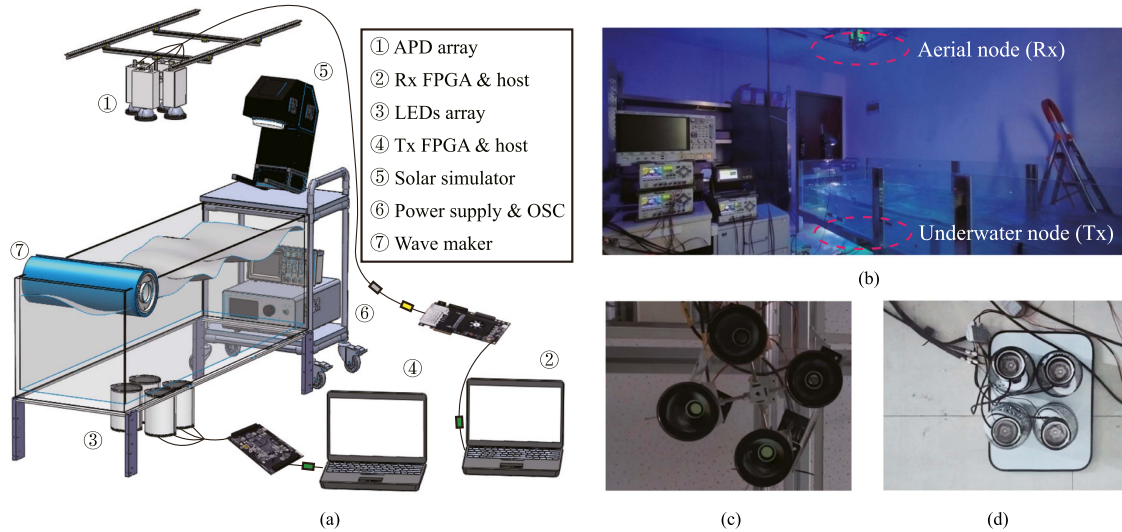 ① APD array
② Rx FPGA & host
③ LEDs array
④ Tx FPGA & host
⑤ Solar simulator
⑥ Power supply & OSC
⑦ Wave maker
①
⑤
⑦
⑥
④
②
③
(a)
Aerial node (Rx)
Underwater node (Tx)
(b)
(c)
(d)